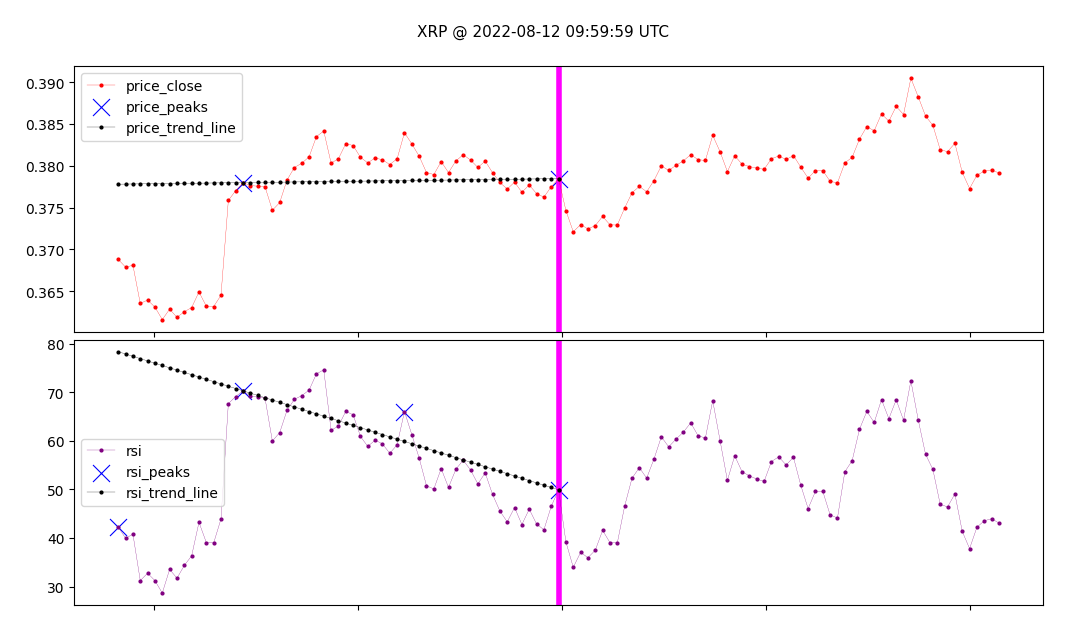 XRP @ 2022-08-12 09:59:59 UTC
0.390
0.385
0.380
0.375
0.370
0.365
price_close
price_peaks
price_trend_line
80
70
60
50
40
30
rsi
rsi_peaks
rsi_trend_line